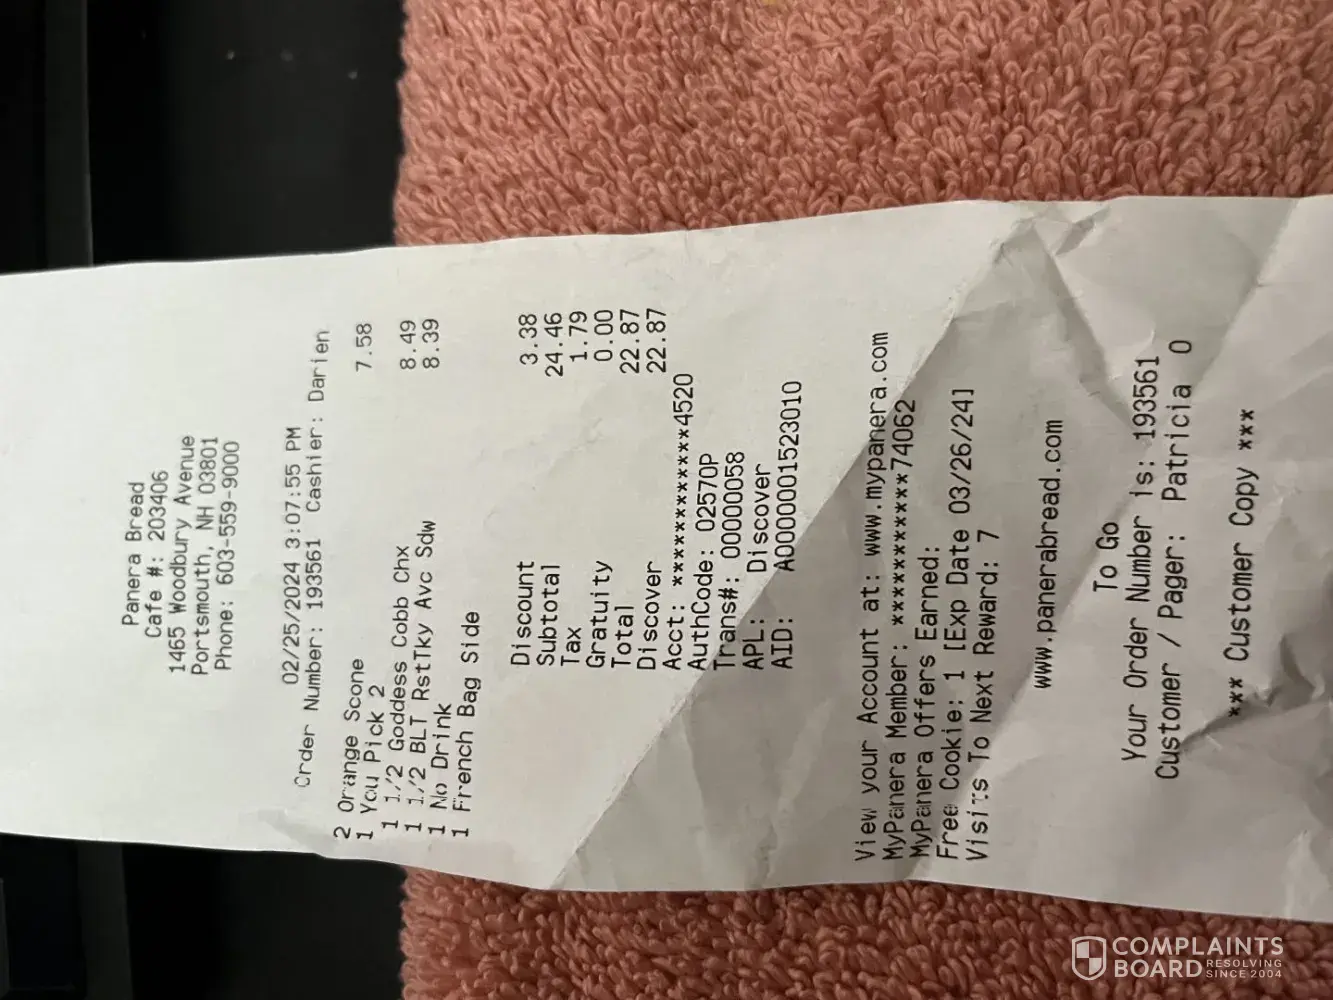 Panera Bread
Cafe #: 203406
1465 Woodbury Avenue
Portsmouth, NH 03801
Phone: 603-559-9000
02/25/2024 3:07:55 PM
Order Number: 193561 Cashier: Darien
2 Orange Scone 7.58
1 You Pick 2
1 1/2 Goddess Cobb Chx 8.49
1 1/2 BLT RstTky Avc Sdw 8.39
1 No Drink
1 French Bag Side
Discount 3.38
Subtotal 24.46
Tax 1.79
Gratuity 0.00
Total 22.87
Discover 22.87
Acct: ************4520
AuthCode: 02570P
Trans#: 00000058
APL: Discover
AID: A0000001523010
View your Account at: www.mypanera.com
MyPanera Member: ************74062
MyPanera Offers Earned:
Free Cookie: 1 [Exp Date 03/26/24]
Visits To Next Reward: 7
www.panerabread.com
To Go
Your Order Number is: 193561
Customer / Pager: Patricia O
*** Customer Copy ***
COMPLAINTS
BOARD RESOLVING
SINCE 2004